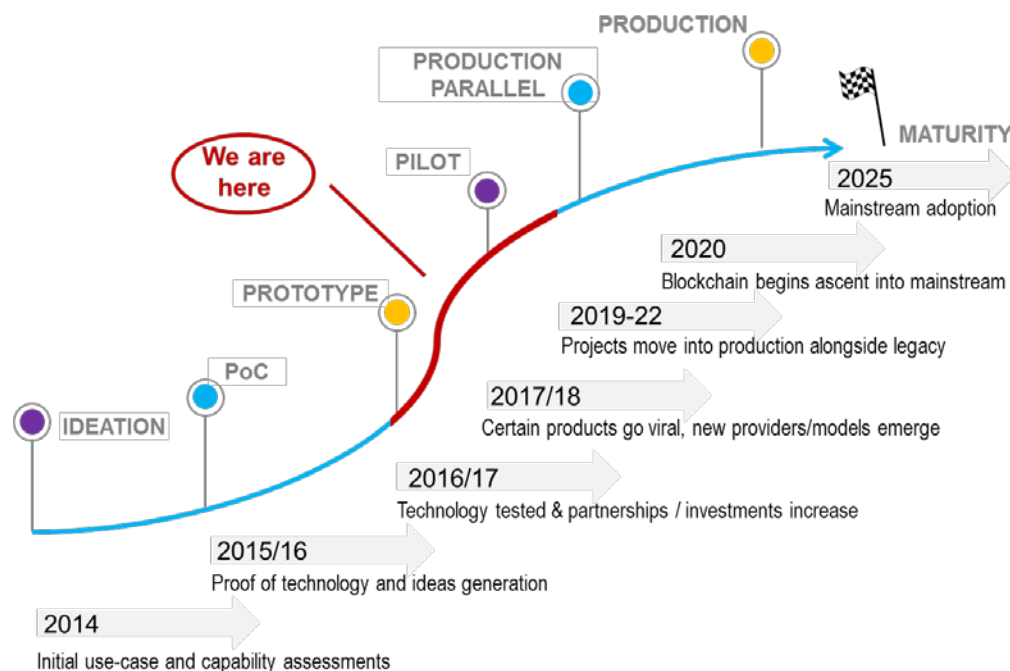 PRODUCTION
PRODUCTION
PARALLEL
MATURITY
We are
here
PILOT
2025
Mainstream adoption
2020
Blockchain begins ascent into mainstream
PROTOTYPE
2019-22
Projects move into production alongside legacy
PoC
2017/18
Certain products go viral, new providers/models emerge
IDEATION
2016/17
Technology tested & partnerships / investments increase
2015/16
Proof of technology and ideas generation
2014
Initial use-case and capability assessments